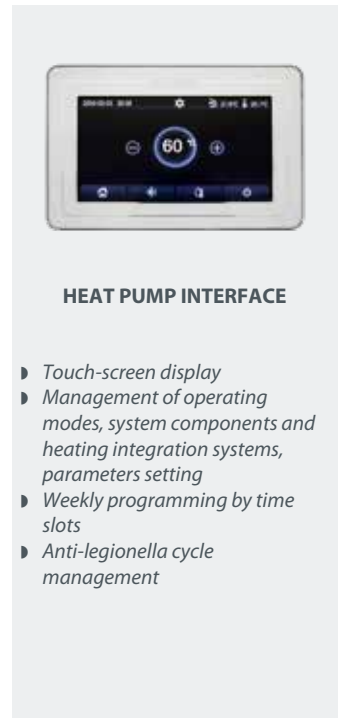 60
HEAT PUMP INTERFACE
Touch-screen display
Management of operating
modes, system components and
heating integration systems,
parameters setting
Weekly programming by time
slots
Anti-legionella cycle
management